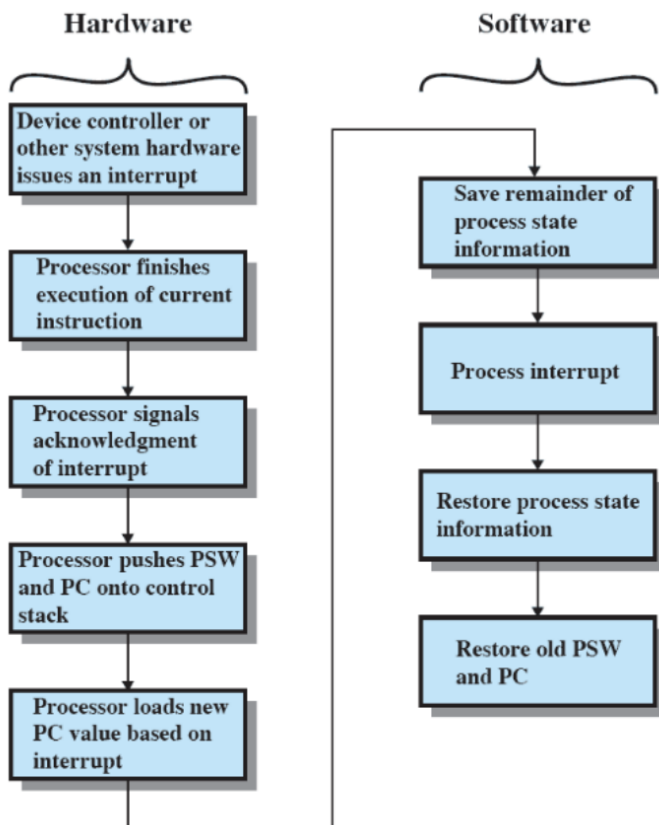 Hardware
Device controller or
other system hardware
issues an interrupt
Processor finishes
execution of current
instruction
Processor signals
acknowledgment
of interrupt
Processor pushes PSW
and PC onto control
stack
Processor loads new
PC value based on
interrupt
Software
Save remainder of
process state
information
Process interrupt
Restore process state
information
Restore old PSW
and PC